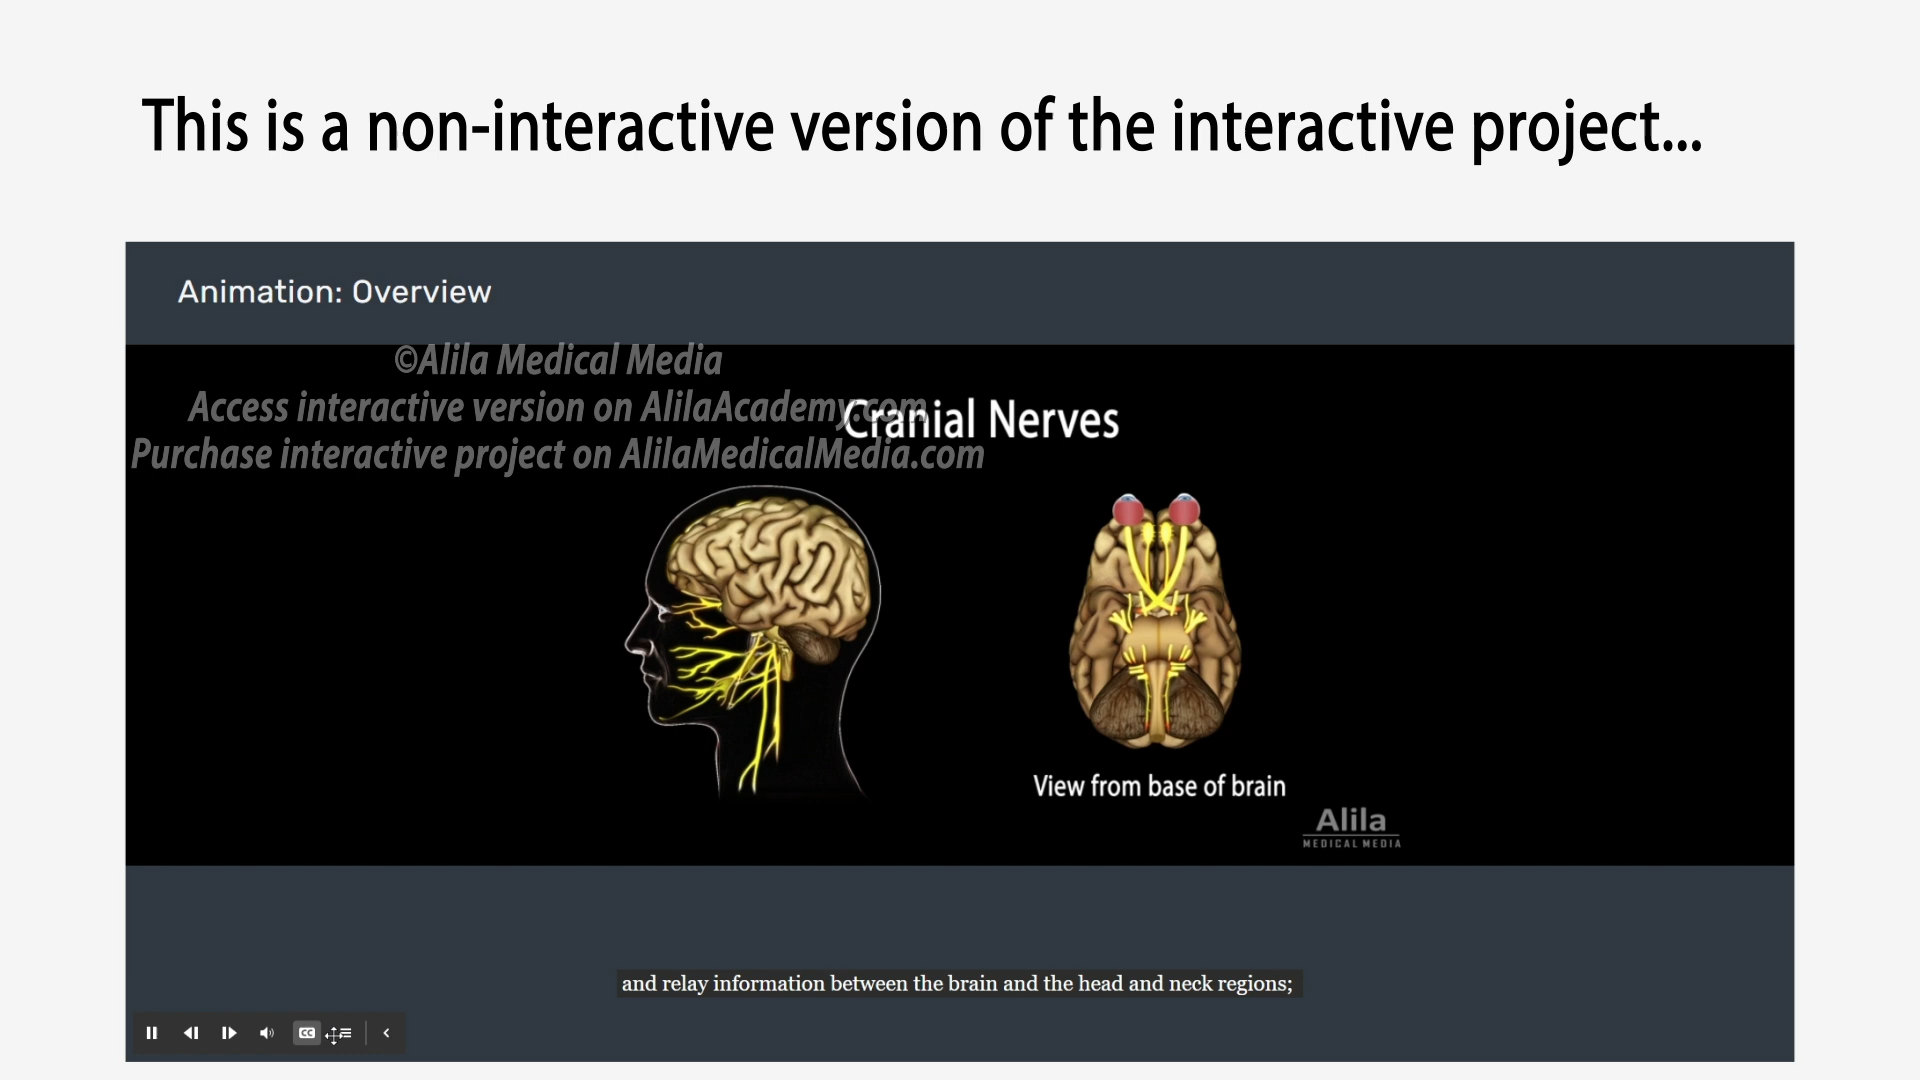 This is a non-interactive version of the interactive project...
Animation: Overview
©Alila Medical Media
Access interactive version on AlilaAcademy.com
Cranial Nerves
Purchase interactive project on AlilaMedicalMedia.com
View from base of brain
Alila
MEDICAL MEDIA
and relay information between the brain and the head and neck regions;
CC